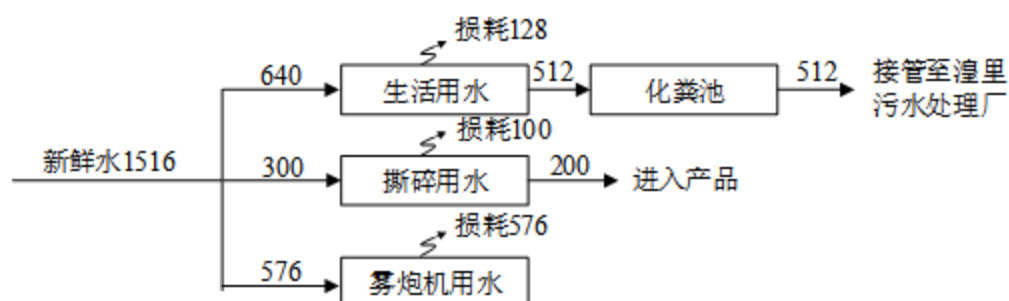 损耗128
640
生活用水
512
化粪池
512
接管至湟里
污水处理厂
新鲜水1516
损耗100
300
撕碎用水
200
进入产品
损耗576
576
雾炮机用水